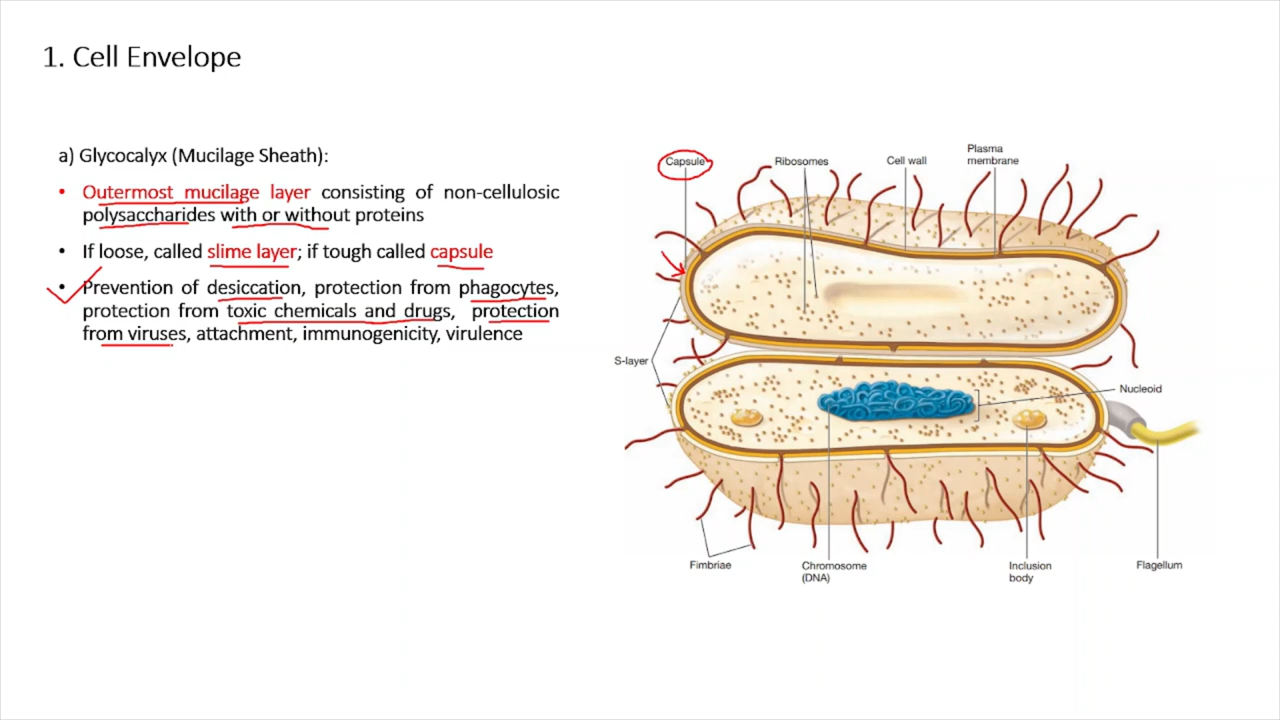 1. Cell Envelope
a) Glycocalyx (Mucilage Sheath):
• Outermost mucilage layer consisting of non-cellulosic
polysaccharides with or without proteins
• If loose, called slime layer; if tough called capsule
• Prevention of desiccation, protection from phagocytes,
protection from toxic chemicals and drugs, protection
from viruses, attachment, immunogenicity, virulence
Capsule
Ribosomes
Cell wall
Plasma
membrane
S-layer
Nucleoid
Fimbriae
Chromosome
(DNA)
Inclusion
body
Flagellum